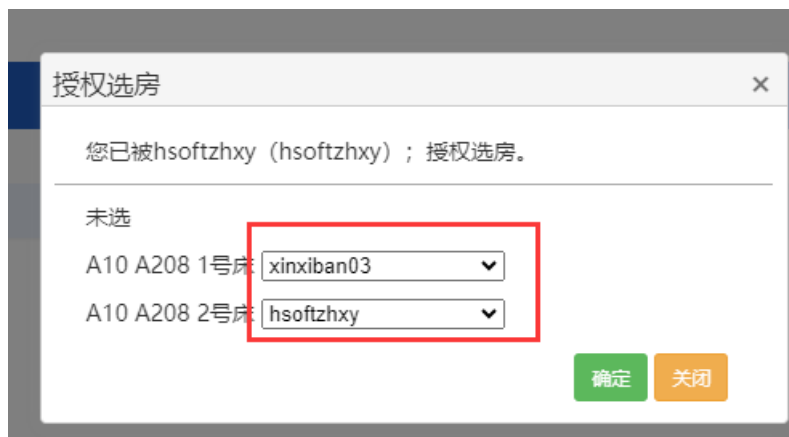 授权选房 ×
您已被hsoftzhxy（hsoftzhxy）；授权选房。
未选
A10 A208 1号床 xinxiban03
A10 A208 2号床 hsoftzhxy
确定 关闭